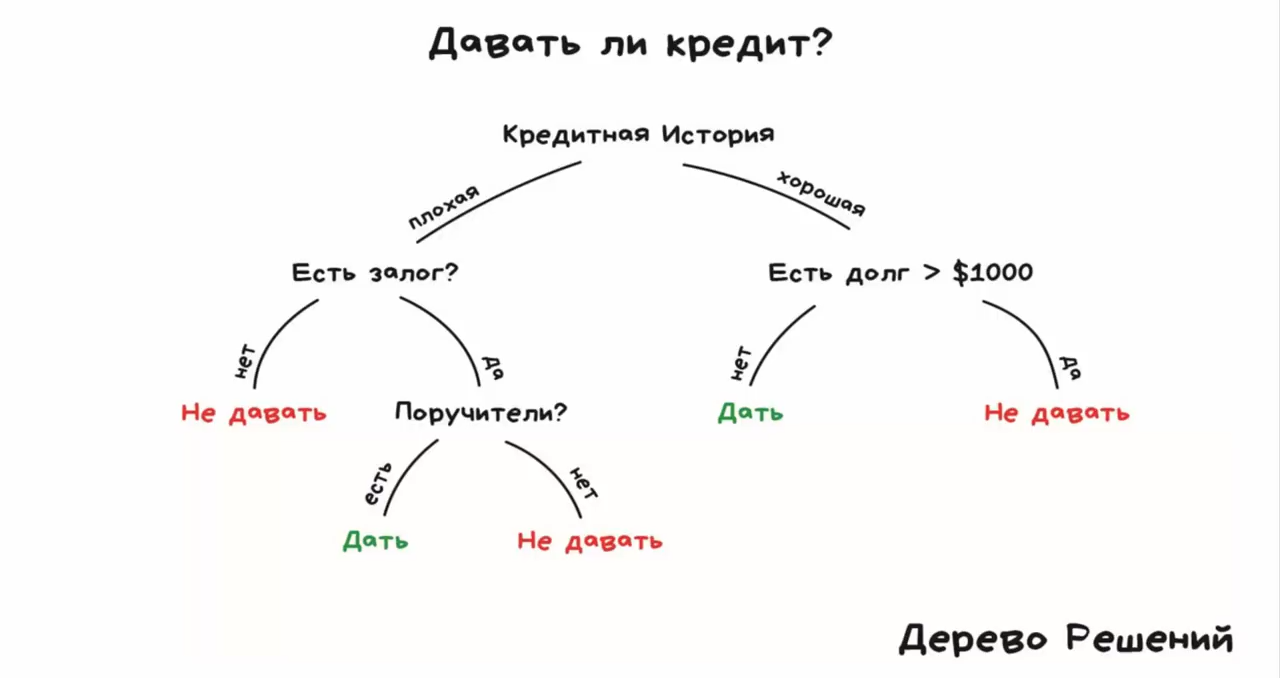 Давать ли кредит?
Кредитная История
плохая
хорошая
Есть залог?
Есть долг > $1000
нет
да
нет
да
Не давать
Поручители?
Дать
Не давать
есть
нет
Дать
Не давать
Дерево Решений